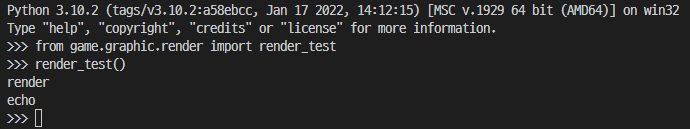 Python 3.10.2 (tags/v3.10.2:a58ebcc, Jan 17 2022, 14:12:15) [MSC v.1929 64 bit (AMD64)] on win32
Type "help", "copyright", "credits" or "license" for more information.
>>> from game.graphic.render import render_test
>>> render_test()
render
echo
>>>